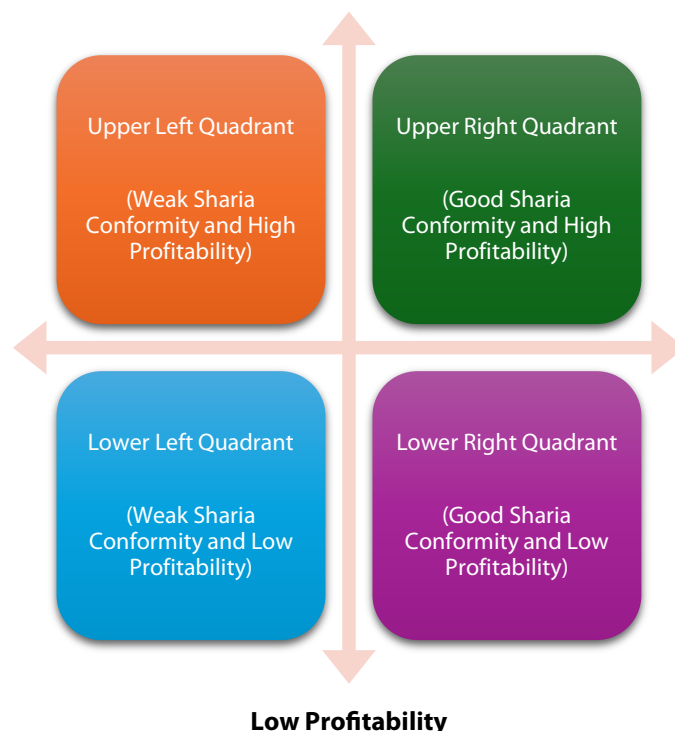 Upper Left Quadrant
(Weak Sharia
Conformity and High
Profitability)
Upper Right Quadrant
(Good Sharia
Conformity and High
Profitability)
Lower Left Quadrant
(Weak Sharia
Conformity and Low
Profitability)
Lower Right Quadrant
(Good Sharia
Conformity and Low
Profitability)
Low Profitability